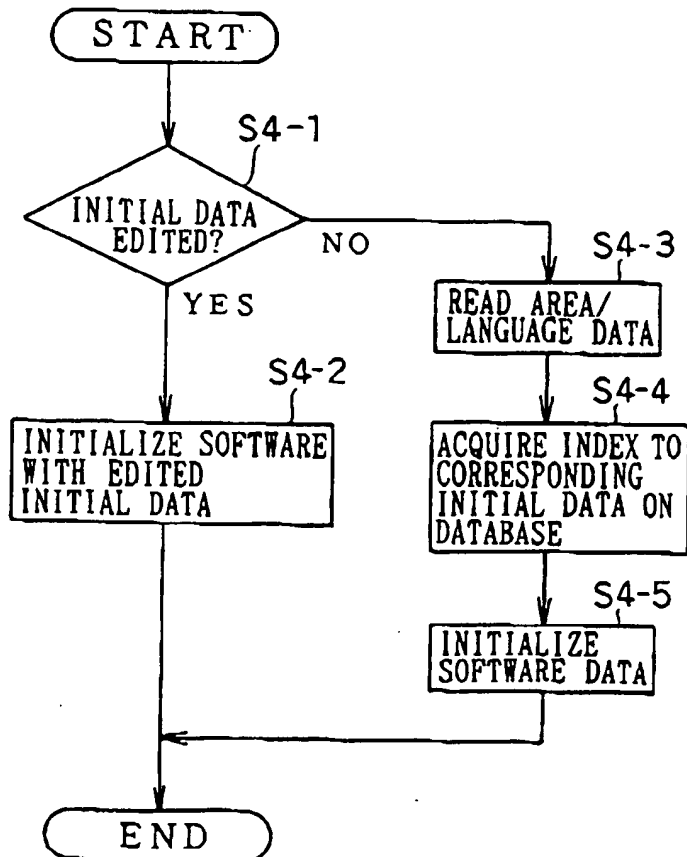 START
S4-1
INITIAL DATA
EDITED?
NO
YES
S4-3
READ AREA/
LANGUAGE DATA
S4-2
INITIALIZE SOFTWARE
WITH EDITED
INITIAL DATA
S4-4
ACQUIRE INDEX TO
CORRESPONDING
INITIAL DATA ON
DATABASE
S4-5
INITIALIZE
SOFTWARE DATA
END